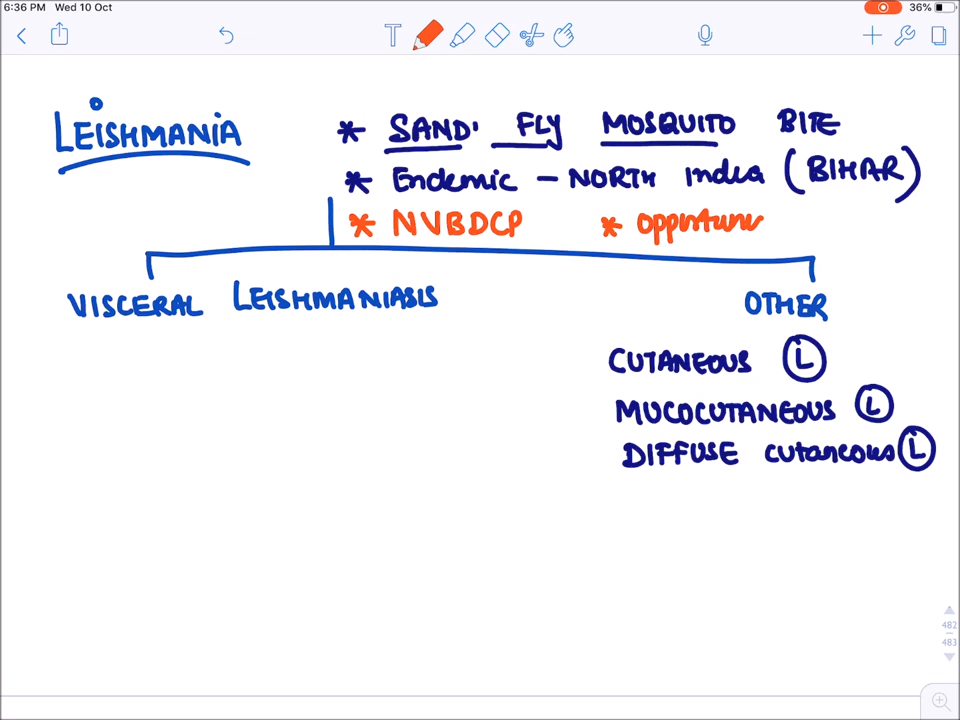 6:36 PM Wed 10 Oct
36%
T
LEISHMANIA
* SAND FLY MOSQUITO BITE
* Endemic - NORTH India (BIHAR)
* NVBDCP * opportunes
VISCERAL LEISHMANIASIS
OTHER
CUTANEOUS L
MUCOCUTANEOUS L
DIFFUSE cutaneous L
482
483